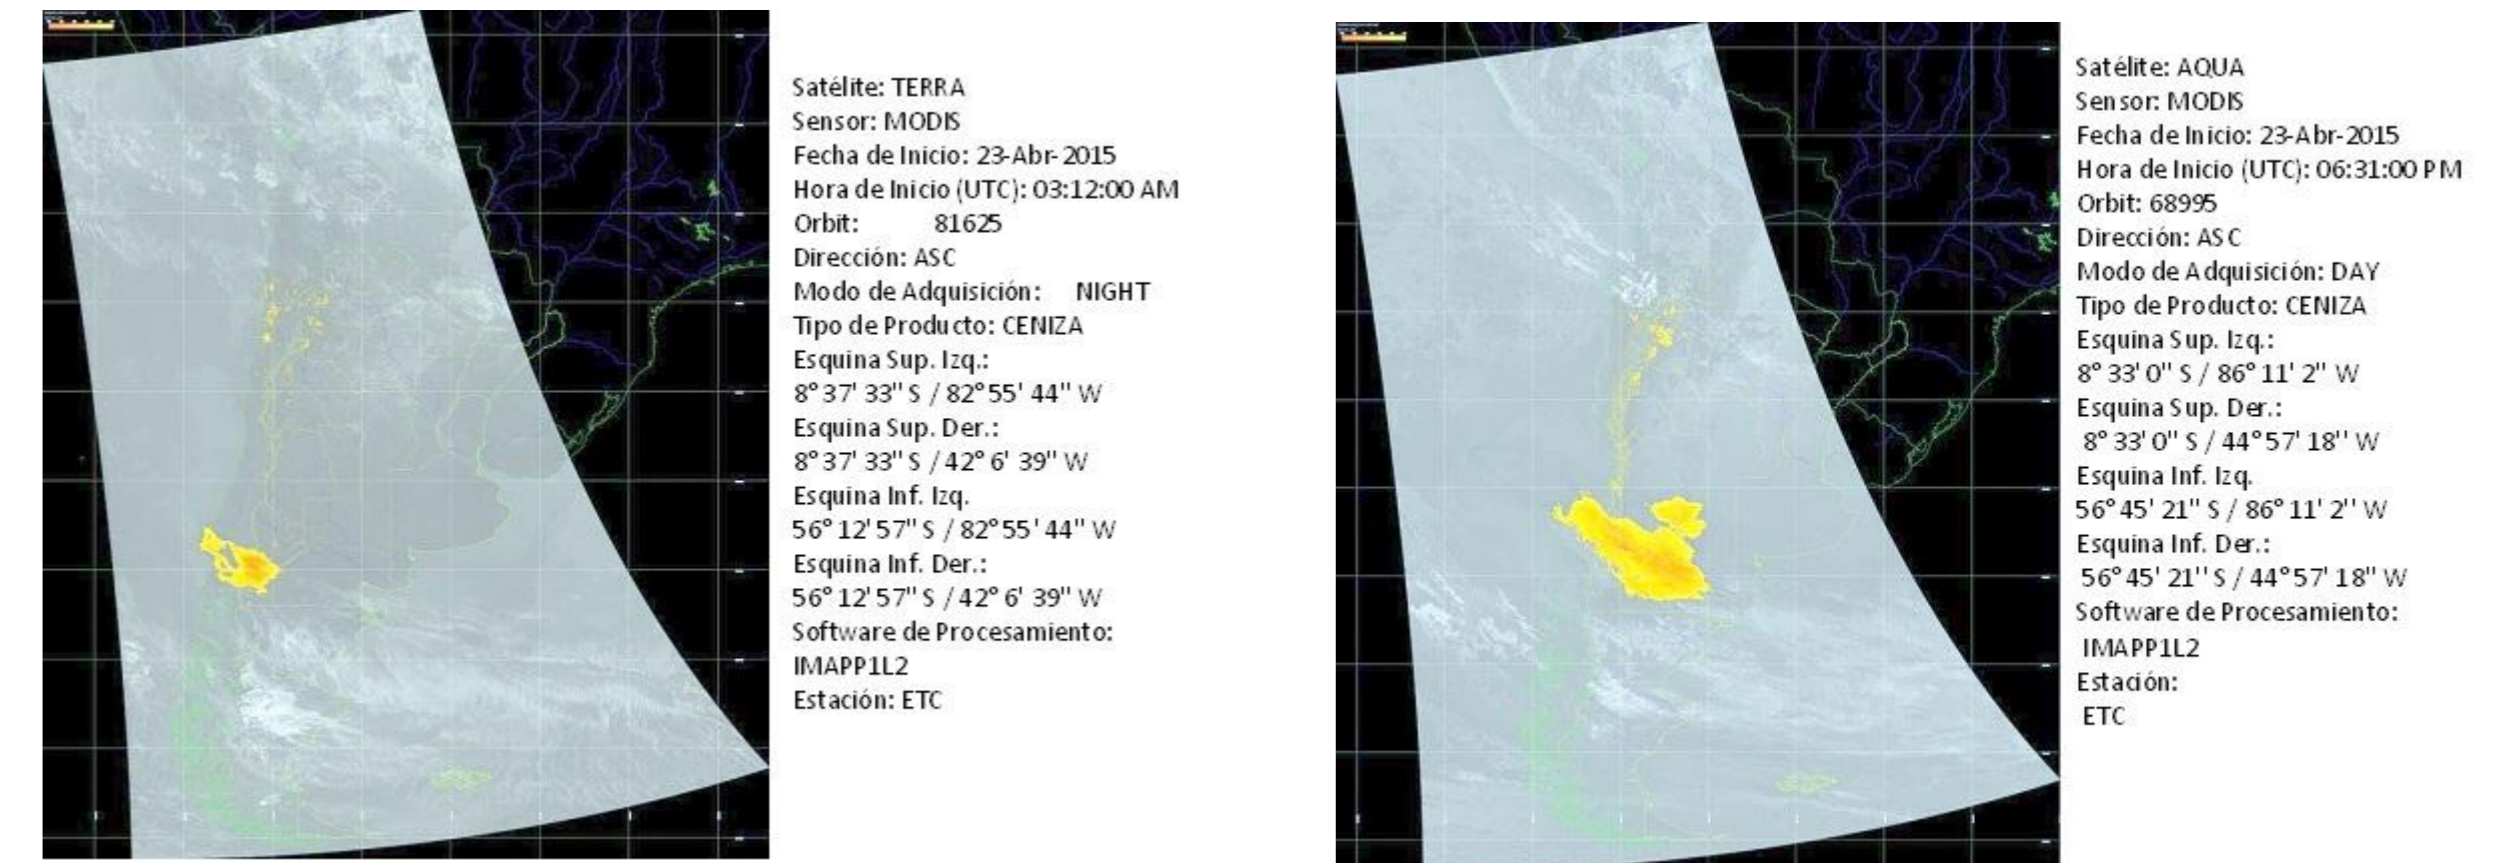 Satélite: TERRA
Sensor: MODIS
Fecha de Inicio: 23-Abr-2015
Hora de Inicio (UTC): 03:12:00 AM
Orbit: 81625
Dirección: ASC
Modo de Adquisición: NIGHT
Tipo de Producto: CENIZA
Esquina Sup. Izq.:
8° 37' 33" S / 82° 55' 44" W
Esquina Sup. Der.:
8° 37' 33" S / 42° 6' 39" W
Esquina Inf. Izq.
56° 12' 57" S / 82° 55' 44" W
Esquina Inf. Der.:
56° 12' 57" S / 42° 6' 39" W
Software de Procesamiento:
IMAPP1L2
Estación: ETC
Satélite: AQUA
Sensor: MODIS
Fecha de Inicio: 23-Abr-2015
Hora de Inicio (UTC): 06:31:00 PM
Orbit: 68995
Dirección: ASC
Modo de Adquisición: DAY
Tipo de Producto: CENIZA
Esquina Sup. Izq.:
8° 33' 0" S / 86° 11' 2" W
Esquina Sup. Der.:
8° 33' 0" S / 44° 57' 18" W
Esquina Inf. Izq.
56° 45' 21" S / 86° 11' 2" W
Esquina Inf. Der.:
56° 45' 21" S / 44° 57' 18" W
Software de Procesamiento:
IMAPP1L2
Estación:
ETC